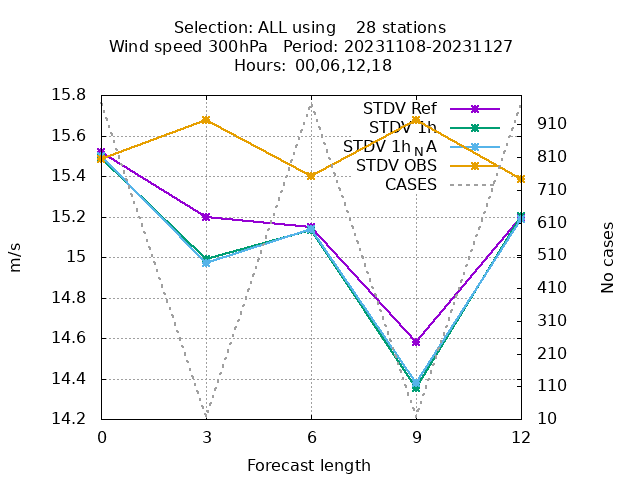 Selection: ALL using    28 stations
Wind speed 300hPa   Period: 20231108-20231127
Hours:  00,06,12,18
STDV Ref
STDV 1h
STDV 1h_N A
STDV OBS
CASES
15.8
15.6
15.4
15.2
15
14.8
14.6
14.4
14.2
m/s
910
810
710
610
510
410
310
210
110
10
No cases
0 3 6 9 12
Forecast length